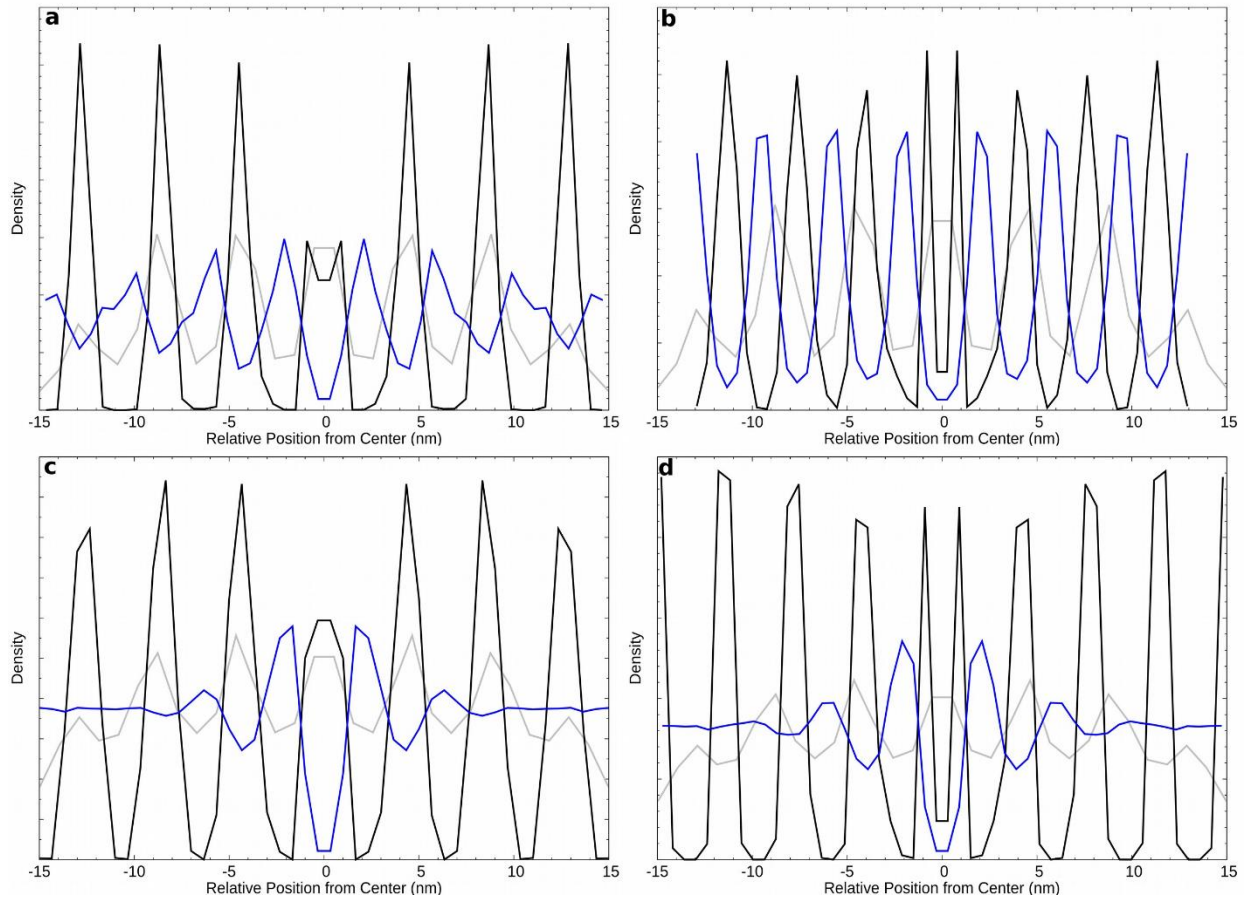 a
b
Density
Density
-15 -10 -5 0 5 10 15
-15 -10 -5 0 5 10 15
Relative Position from Center (nm)
Relative Position from Center (nm)
c
d
Density
Density
-15 -10 -5 0 5 10 15
-15 -10 -5 0 5 10 15
Relative Position from Center (nm)
Relative Position from Center (nm)